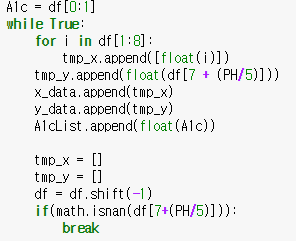 A1c = df[0:1]
while True:
    for i in df[1:8]:
        tmp_x.append([float(i)])
    tmp_y.append(float(df[7 + (PH/5)]))
    x_data.append(tmp_x)
    y_data.append(tmp_y)
    A1cList.append(float(A1c))

    tmp_x = []
    tmp_y = []
    df = df.shift(-1)
    if(math.isnan(df[7+(PH/5)])):
        break